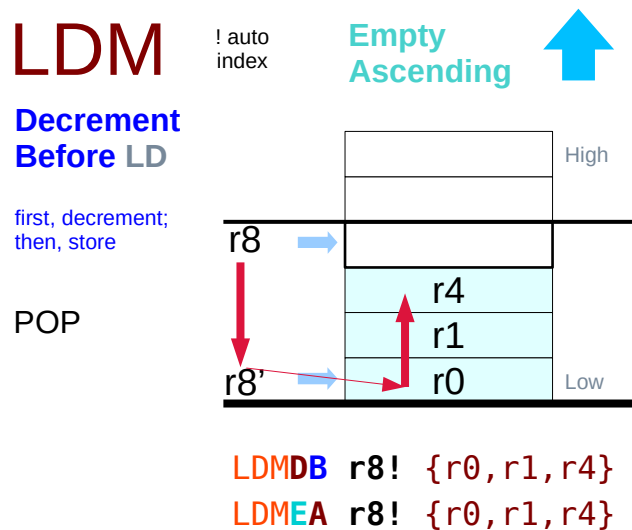 LDM
! auto
index
Empty
Ascending
Decrement
Before LD
High
first, decrement;
then, store
r8
r4
POP
r1
r8’
r0
Low
LDMDB r8! {r0,r1,r4}
LDMEA r8! {r0,r1,r4}